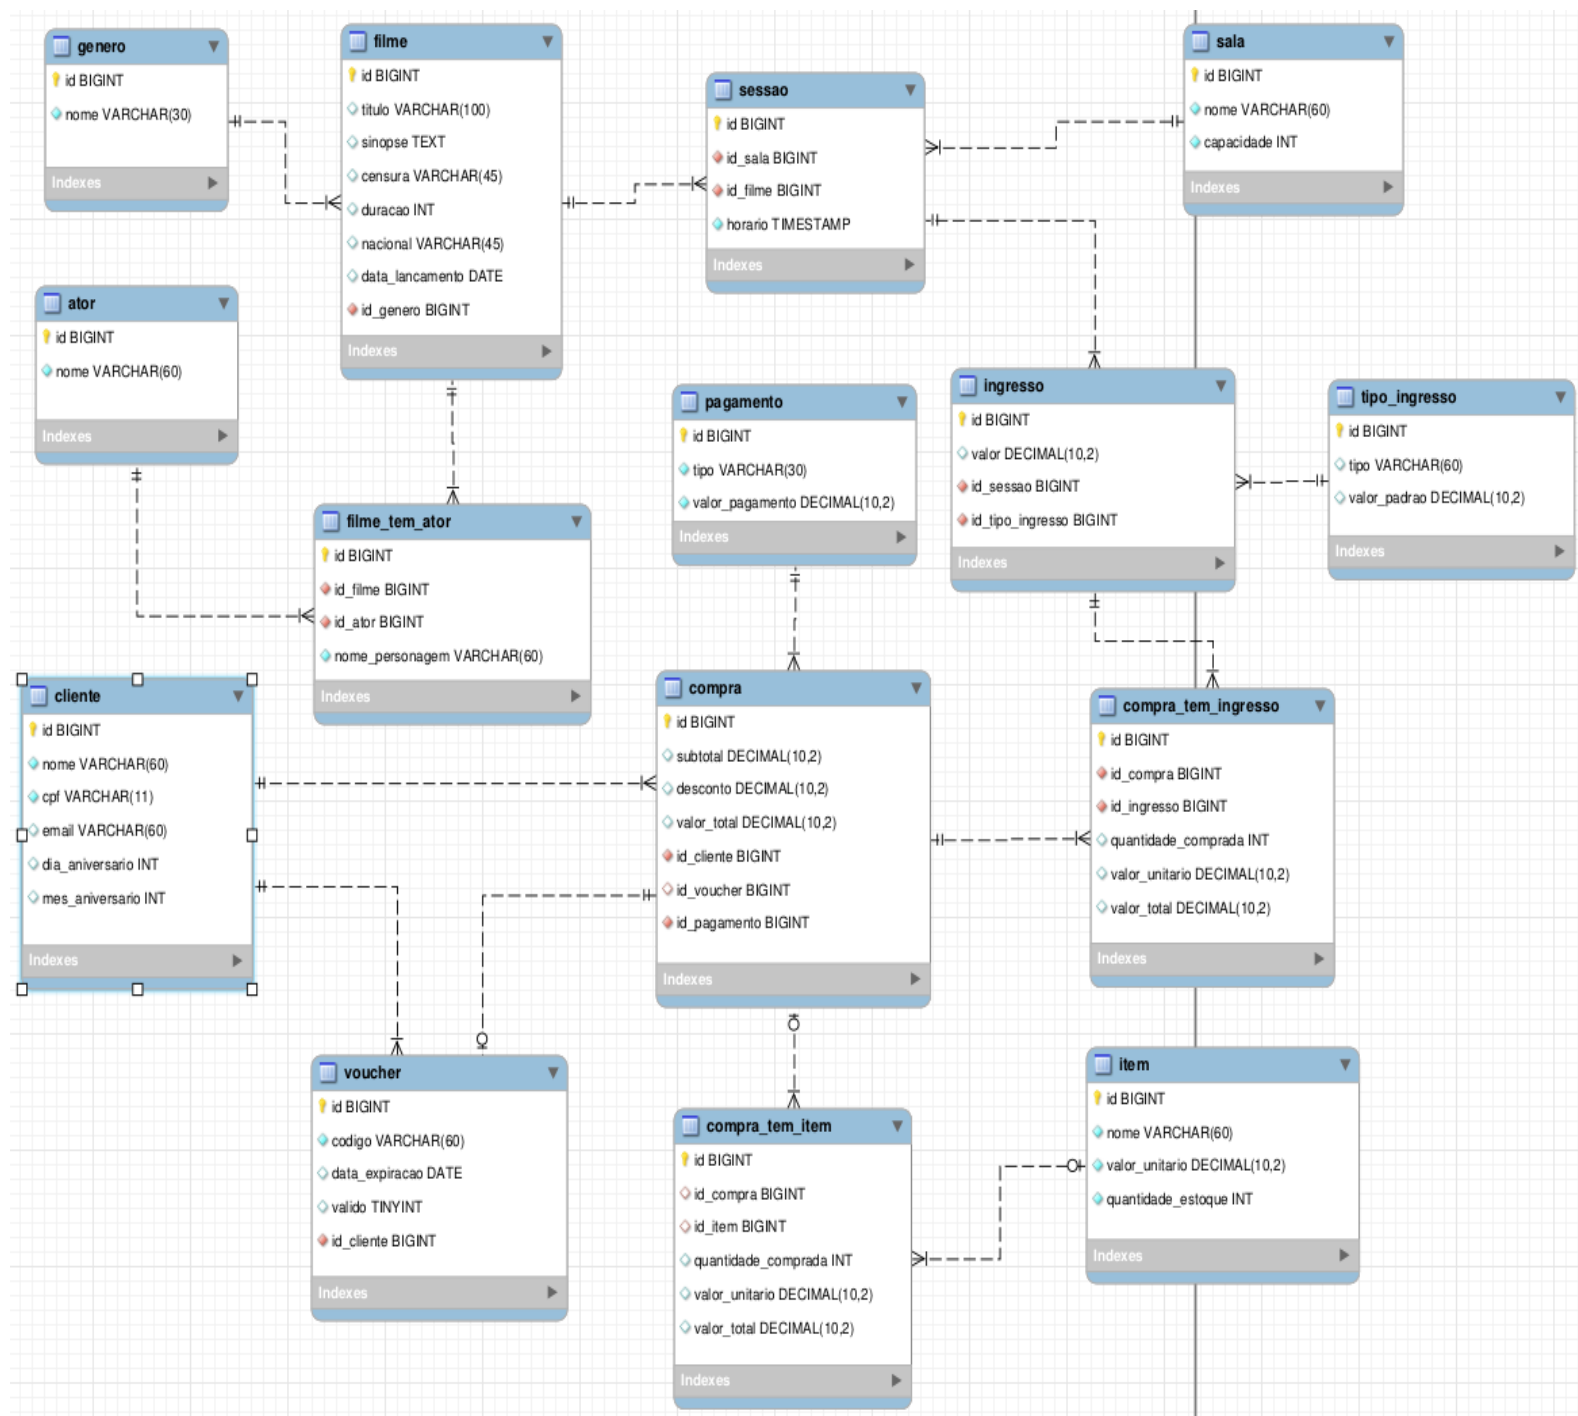 genero
id BIGINT
nome VARCHAR(30)
Indexes
filme
id BIGINT
titulo VARCHAR(100)
sinopse TEXT
censura VARCHAR(45)
duracao INT
nacional VARCHAR(45)
data_lancamento DATE
id_genero BIGINT
Indexes
sessao
id BIGINT
id_sala BIGINT
id_filme BIGINT
horario TIMESTAMP
Indexes
sala
id BIGINT
nome VARCHAR(60)
capacidade INT
Indexes
ator
id BIGINT
nome VARCHAR(60)
Indexes
pagamento
id BIGINT
tipo VARCHAR(30)
valor_pagamento DECIMAL(10,2)
Indexes
ingresso
id BIGINT
valor DECIMAL(10,2)
id_sessao BIGINT
id_tipo_ingresso BIGINT
Indexes
tipo_ingresso
id BIGINT
tipo VARCHAR(60)
valor_padrao DECIMAL(10,2)
Indexes
filme_tem_ator
id BIGINT
id_filme BIGINT
id_ator BIGINT
nome_personagem VARCHAR(60)
Indexes
cliente
id BIGINT
nome VARCHAR(60)
cpf VARCHAR(11)
email VARCHAR(60)
dia_aniversario INT
mes_aniversario INT
Indexes
compra
id BIGINT
subtotal DECIMAL(10,2)
desconto DECIMAL(10,2)
valor_total DECIMAL(10,2)
id_cliente BIGINT
id_voucher BIGINT
id_pagamento BIGINT
Indexes
compra_tem_ingresso
id BIGINT
id_compra BIGINT
id_ingresso BIGINT
quantidade_comprada INT
valor_unitario DECIMAL(10,2)
valor_total DECIMAL(10,2)
Indexes
voucher
id BIGINT
codigo VARCHAR(60)
data_expiracao DATE
valido TINYINT
id_cliente BIGINT
Indexes
compra_tem_item
id BIGINT
id_compra BIGINT
id_item BIGINT
quantidade_comprada INT
valor_unitario DECIMAL(10,2)
valor_total DECIMAL(10,2)
Indexes
item
id BIGINT
nome VARCHAR(60)
valor_unitario DECIMAL(10,2)
quantidade_estoque INT
Indexes